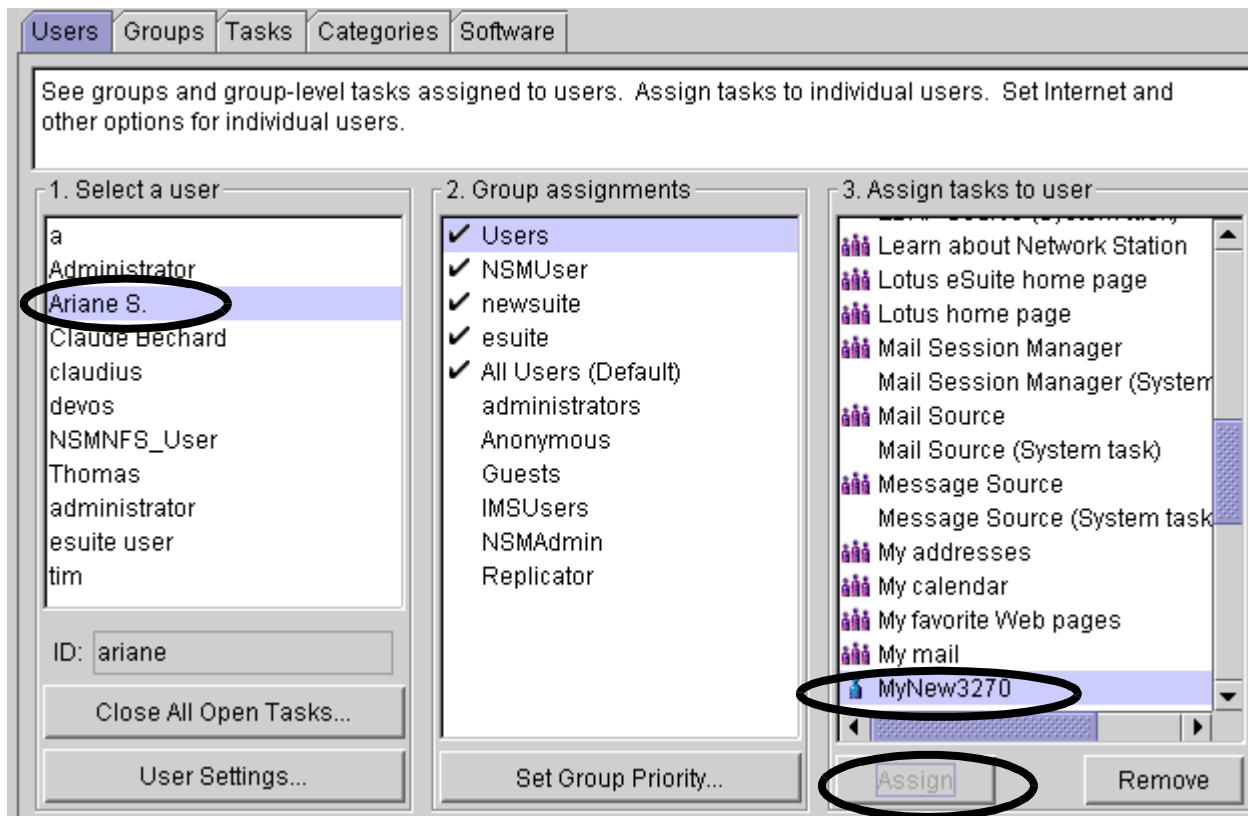 Users Groups Tasks Categories Software
See groups and group-level tasks assigned to users. Assign tasks to individual users. Set Internet and
other options for individual users.
1. Select a user
a
Administrator
Ariane S.
Claude Bechard
claudius
devos
NSMNFS_User
Thomas
administrator
esuite user
tim
ID: ariane
Close All Open Tasks...
User Settings...
2. Group assignments
Users
NSMUser
newsuite
esuite
All Users (Default)
administrators
Anonymous
Guests
IMSUsers
NSMAdmin
Replicator
Set Group Priority...
3. Assign tasks to user
Learn about Network Station
Lotus eSuite home page
Lotus home page
Mail Session Manager
Mail Session Manager (System
Mail Source
Mail Source (System task)
Message Source
Message Source (System task
My addresses
My calendar
My favorite Web pages
My mail
MyNew3270
Assign Remove